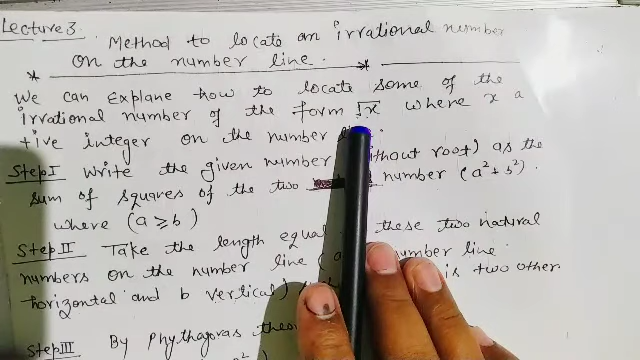 Lecture 3
Method to locate an irrational number
on the number line.
We can Explane how to locate some of the
irrational number of the form √x where x a
+ive integer on the number
Step I Write the given number without root) as the
sum of squares of the two number (a² + b²).
where (a ≥ b)
Step II Take the length equal these two natural
numbers on the number line ( number line
horizontal and b vertical) is two other
Step III By Phythagoras